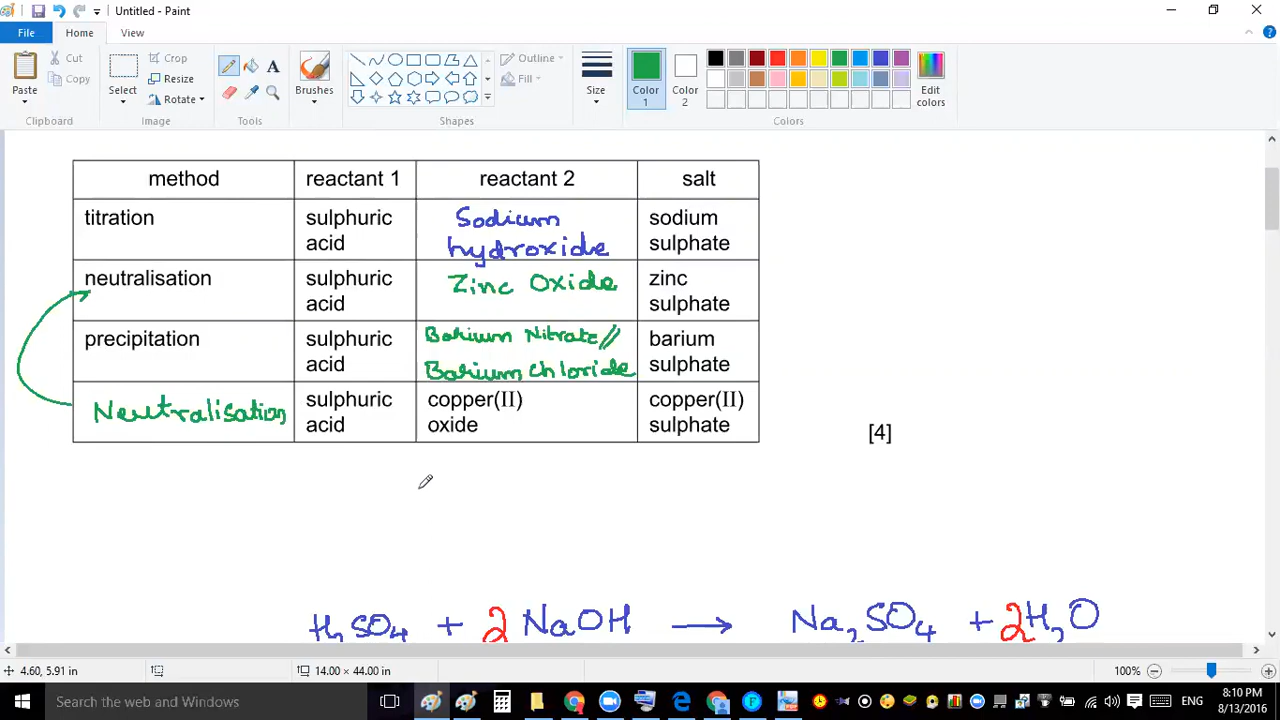 Untitled - Paint
File Home View
Paste Cut Copy Clipboard
Select Crop Resize Rotate Image
Tools
Brushes
Outline Fill Shapes
Size
Color 1 Color 2 Edit colors Colors
method reactant 1 reactant 2 salt
titration sulphuric acid Sodium hydroxide sodium sulphate
neutralisation sulphuric acid Zinc Oxide zinc sulphate
precipitation sulphuric acid Barium Nitrate// Barium chloride barium sulphate
Neutralisation sulphuric acid copper(II) oxide copper(II) sulphate
[4]
H2SO4 + 2NaOH → Na2SO4 + 2H2O
4.60, 5.91 in 14.00 × 44.00 in 100%
Search the web and Windows
ENG
8:10 PM
8/13/2016